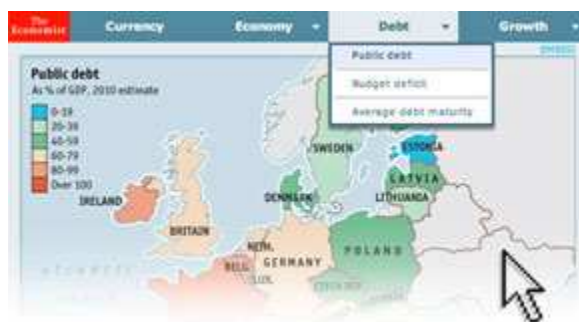 The
Economist
Currency
Economy
Debt
Growth
Public debt
Budget deficit
Average debt maturity
Public debt
As % of GDP, 2010 estimate
0-19
20-39
40-59
60-79
80-99
Over 100
SWEDEN
ESTONIA
LATVIA
LITHUANIA
DENMARK
IRELAND
BRITAIN
NETH.
POLAND
GERMANY
BELG.
LUX.
CZECH REP.